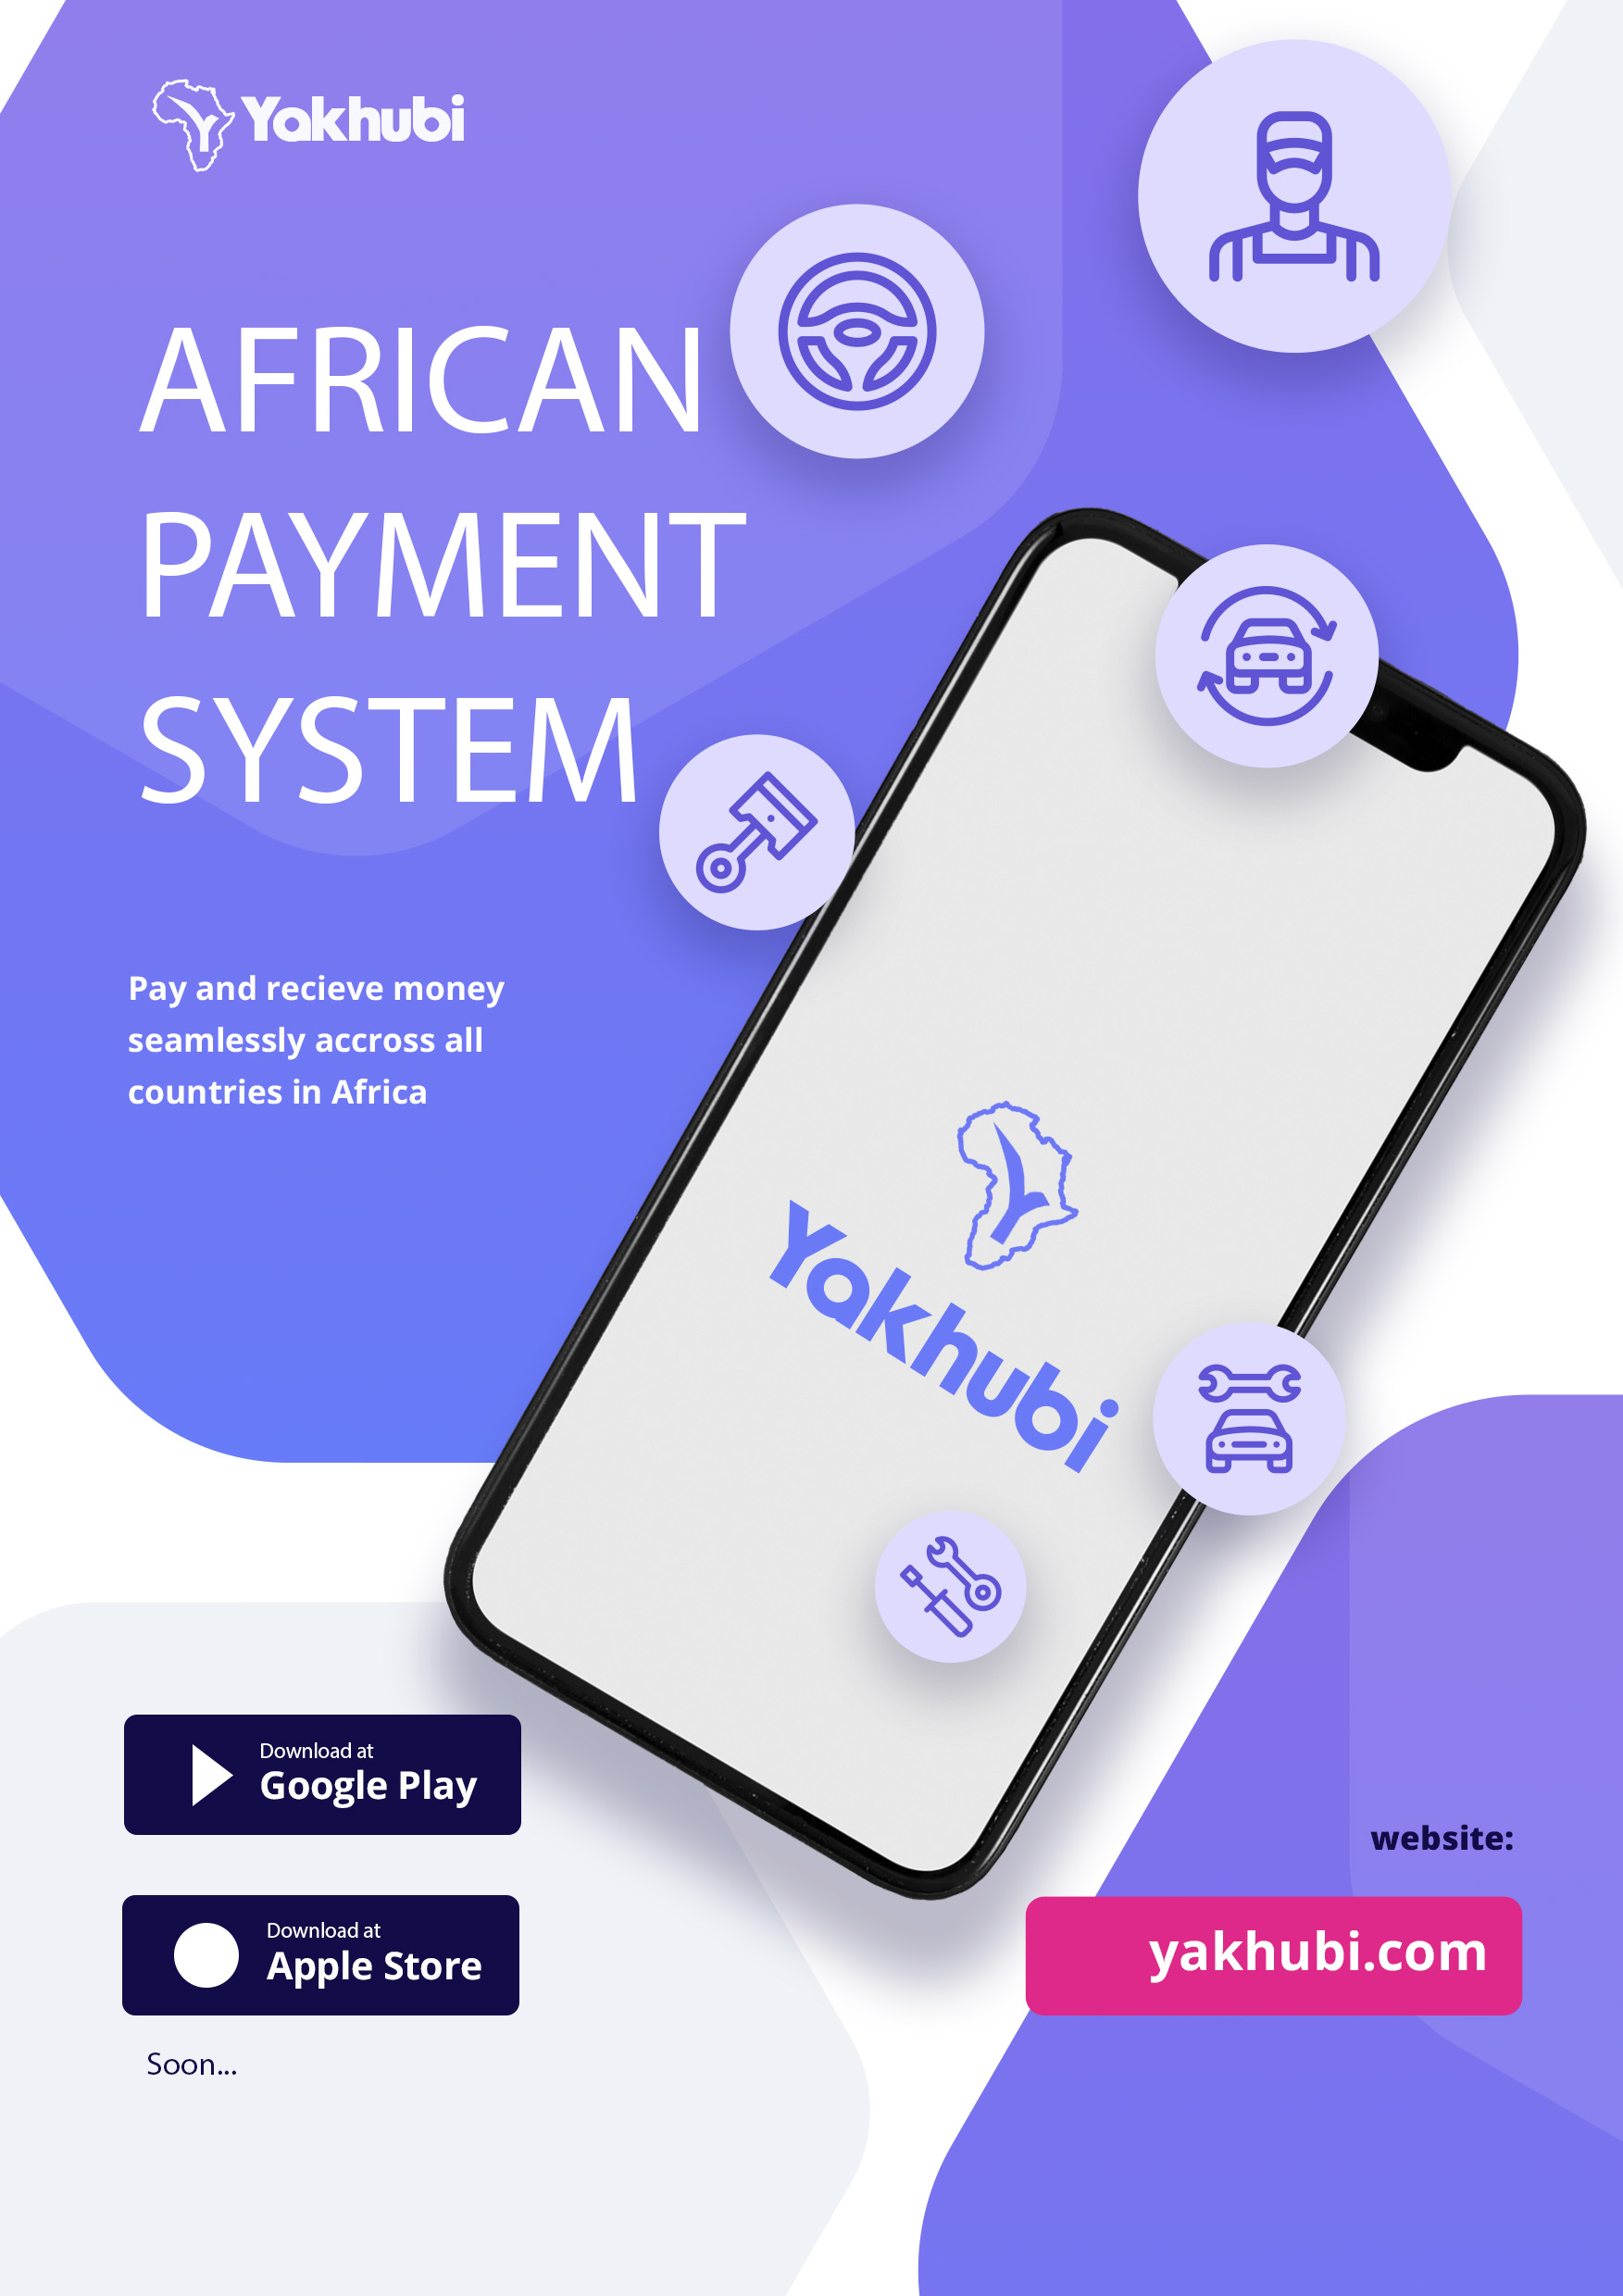 Yakhubi
AFRICAN
PAYMENT
SYSTEM
Pay and recieve money
seamlessly accross all
countries in Africa
Yakhubi
Download at
Google Play
Download at
Apple Store
Soon...
website:
yakhubi.com